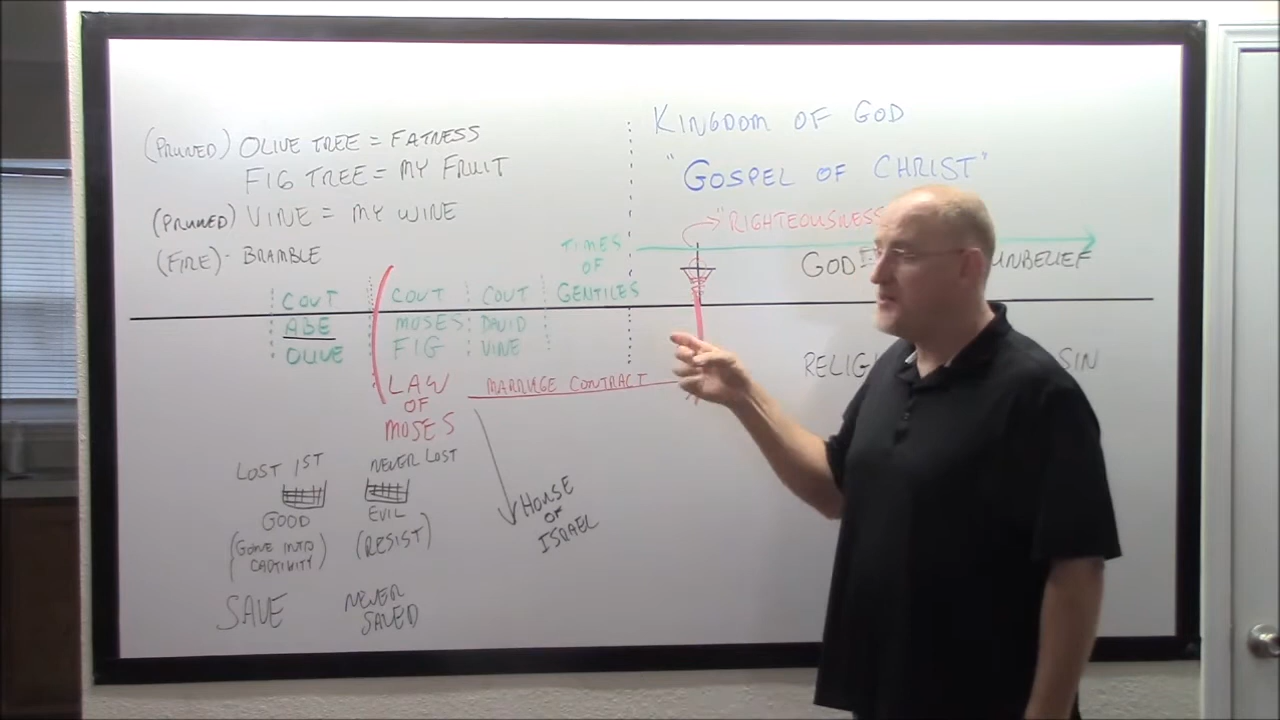 (PRUNED) OLIVE TREE = FATNESS
FIG TREE = MY FRUIT
(PRUNED) VINE = MY WINE
(FIRE) - BRAMBLE
KINGDOM OF GOD
"GOSPEL OF CHRIST"
"RIGHTEOUSNESS
GOD
UNBELIEF
TIMES
OF
GENTILES
COVT
ABE
OLIVE
COVT
MOSES
FIG
COVT
DAVID
VINE
LAW
OF
MOSES
MARRIAGE CONTRACT
SIN
LOST 1ST
GOOD
(GONE INTO
CAPTIVITY)
SAVE
NEVER LOST
EVIL
(RESIST)
NEVER
SAVED
HOUSE
OF
ISRAEL